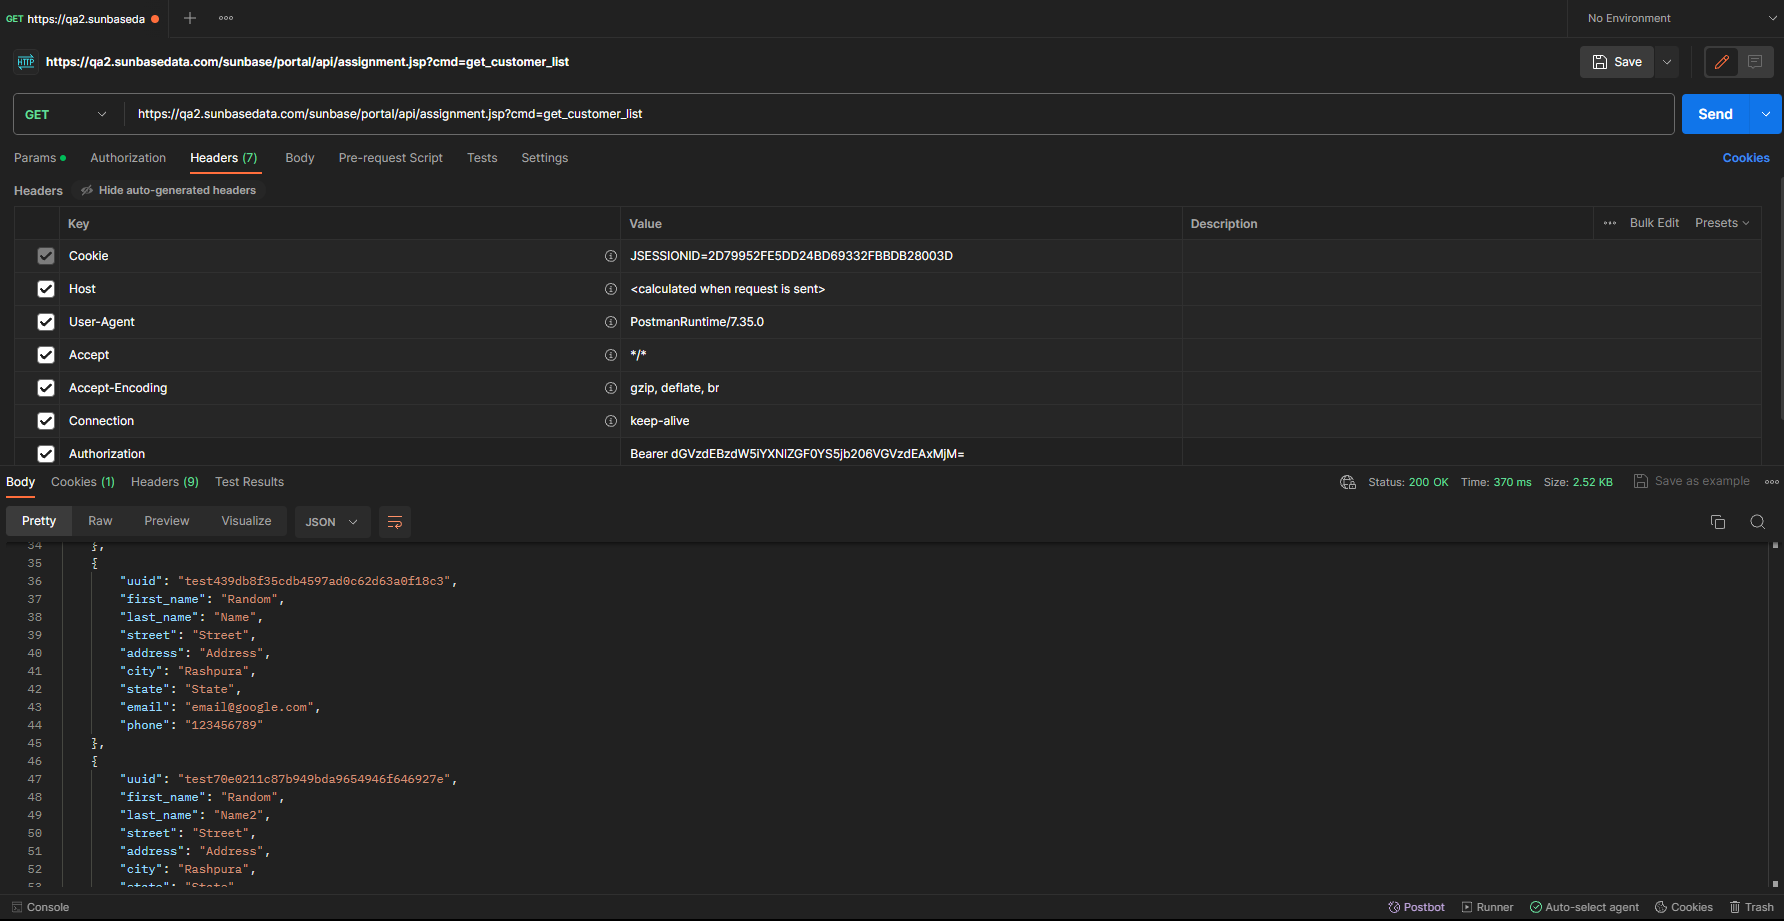 GET https://qa2.sunbaseda
No Environment
HTTP https://qa2.sunbasedata.com/sunbase/portal/api/assignment.jsp?cmd=get_customer_list
Save
GET https://qa2.sunbasedata.com/sunbase/portal/api/assignment.jsp?cmd=get_customer_list
Send
Params Authorization Headers (7) Body Pre-request Script Tests Settings Cookies
Headers Hide auto-generated headers
Key Value Description Bulk Edit Presets
Cookie JSESSIONID=2D79952FE5DD24BD69332FBBDB28003D
Host <calculated when request is sent>
User-Agent PostmanRuntime/7.35.0
Accept */*
Accept-Encoding gzip, deflate, br
Connection keep-alive
Authorization Bearer dGVzdEBzdW5iYXNlZGF0YS5jb206VGVzdEAxMjM=
Body Cookies (1) Headers (9) Test Results Status: 200 OK Time: 370 ms Size: 2.52 KB Save as example
Pretty Raw Preview Visualize JSON
34 },
35 {
36 "uuid": "test439db8f35cdb4597ad0c62d63a0f18c3",
37 "first_name": "Random",
38 "last_name": "Name",
39 "street": "Street",
40 "address": "Address",
41 "city": "Rashpura",
42 "state": "State",
43 "email": "email@google.com",
44 "phone": "123456789"
45 },
46 {
47 "uuid": "test70e0211c87b949bda9654946f646927e",
48 "first_name": "Random",
49 "last_name": "Name2",
50 "street": "Street",
51 "address": "Address",
52 "city": "Rashpura",
53 "state": "State"
Console Postbot Runner Auto-select agent Cookies Trash